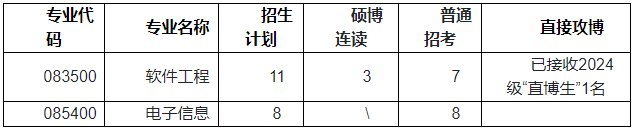 专业代码 专业名称 招生计划 硕博连读 普通招考 直接攻博
083500 软件工程 11 3 7 已接收2024级“直博生”1名
085400 电子信息 8 \ 8